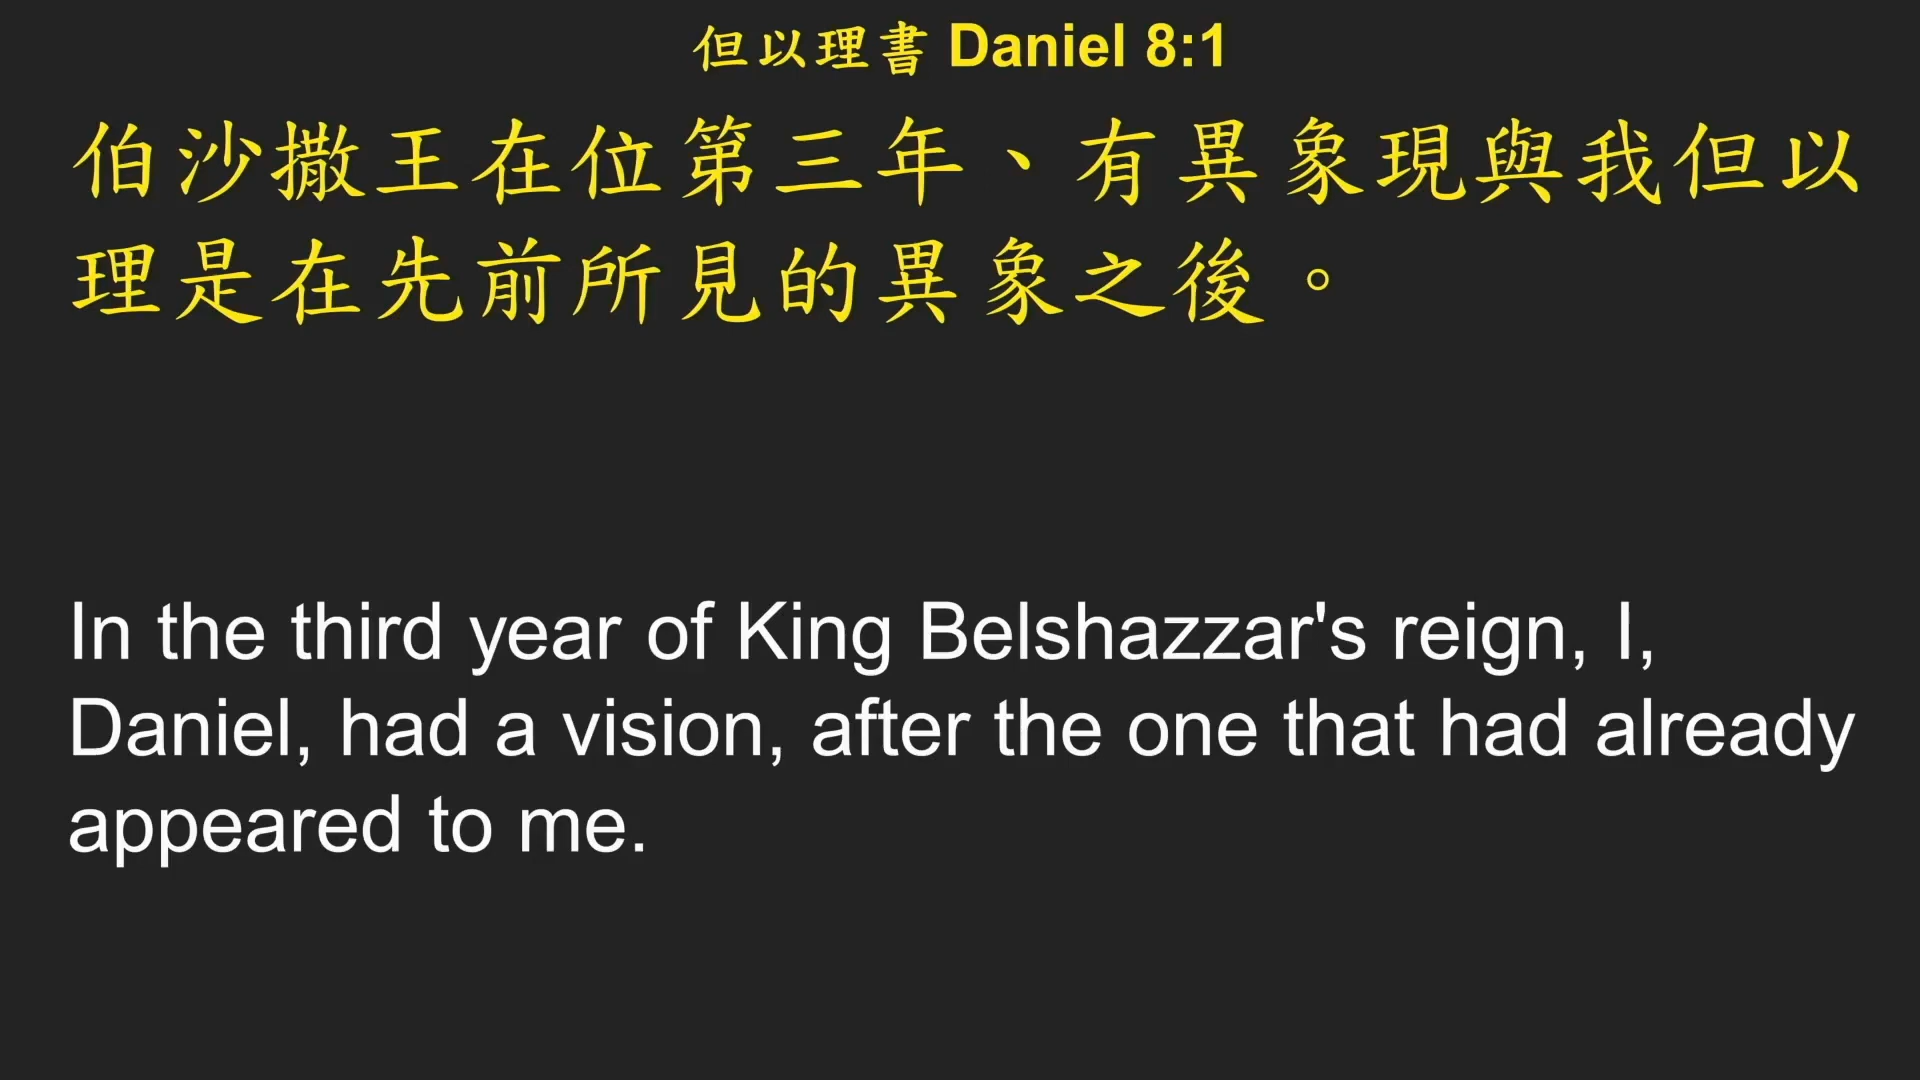 但以理書 Daniel 8:1
伯沙撒王在位第三年、有異象現與我但以
理是在先前所見的異象之後。
In the third year of King Belshazzar's reign, I,
Daniel, had a vision, after the one that had already
appeared to me.